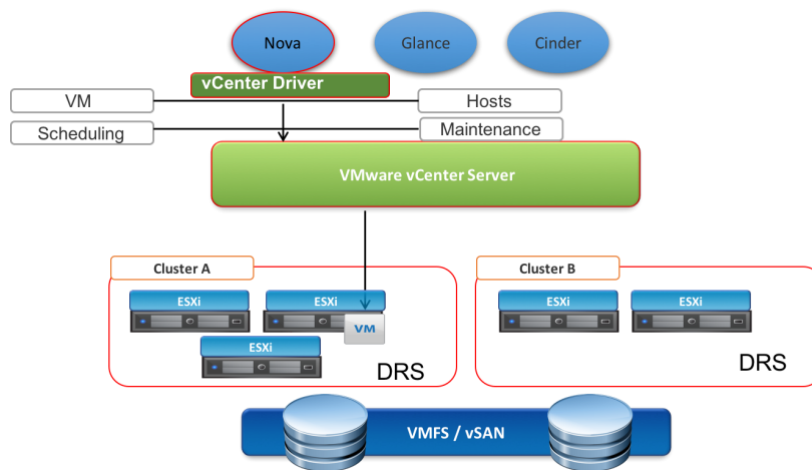 Nova
Glance
Cinder
vCenter Driver
VM
Hosts
Scheduling
Maintenance
VMware vCenter Server
Cluster A
Cluster B
ESXi
ESXi
ESXi
ESXi
VM
ESXi
DRS
DRS
VMFS / vSAN